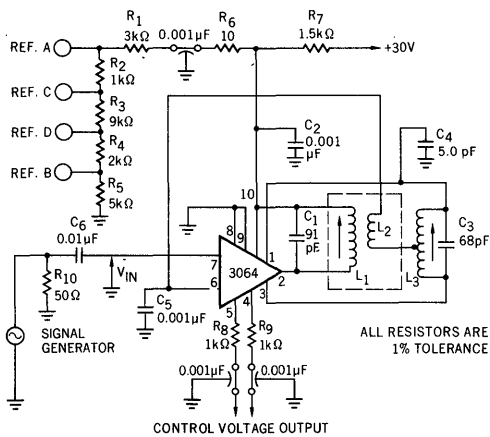 R1
3kΩ
0.001µF
R6
10
R7
1.5kΩ
+30V
REF. A
R2
1kΩ
REF. C
R3
9kΩ
REF. D
R4
2kΩ
REF. B
R5
5kΩ
C2
0.001
µF
C4
5.0 pF
C6
0.01µF
R10
50Ω
VIN
SIGNAL
GENERATOR
C5
0.001µF
10
8
9
7
6
3064
1
2
3
5
4
C1
91
pF
L1
L2
L3
C3
68pF
R8
1kΩ
R9
1kΩ
0.001µF
0.001µF
ALL RESISTORS ARE
1% TOLERANCE
CONTROL VOLTAGE OUTPUT